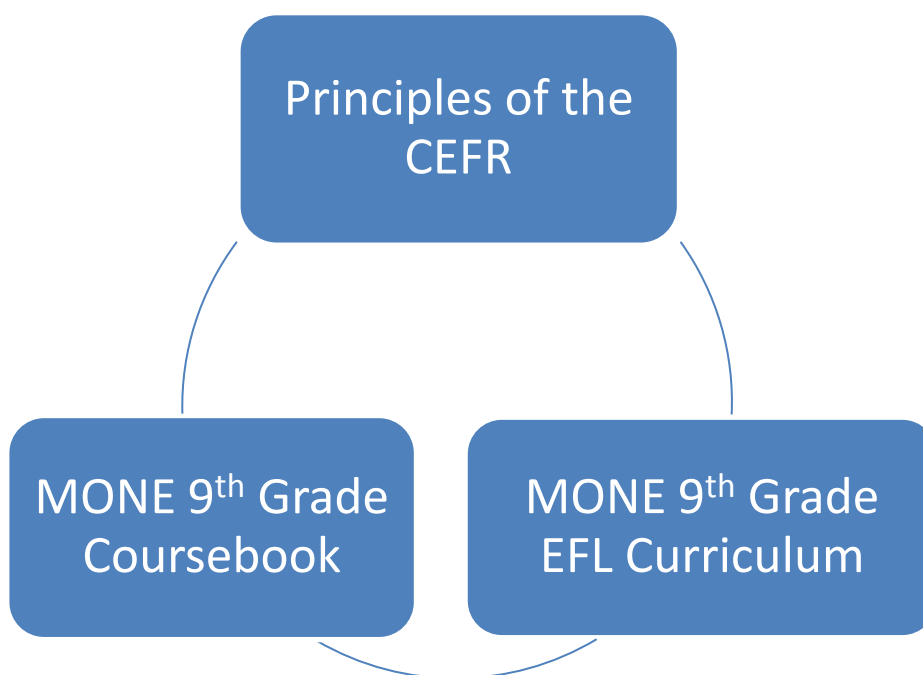 Principles of the
CEFR
MONE 9th Grade
Coursebook
MONE 9th Grade
EFL Curriculum